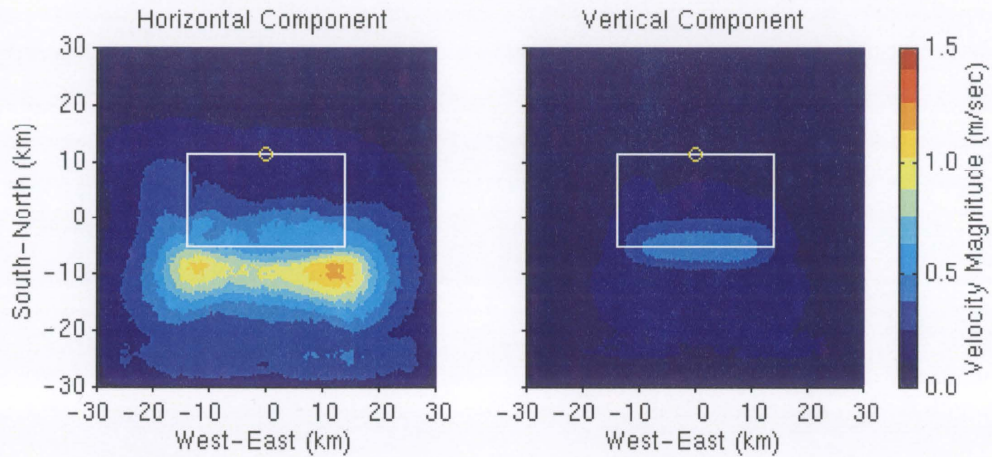 Horizontal Component
Vertical Component
30
20
10
0
-10
-20
-30
South-North (km)
-30 -20 -10 0 10 20 30
West-East (km)
-30 -20 -10 0 10 20 30
West-East (km)
1.5
1.0
0.5
0.0
Velocity Magnitude (m/sec)